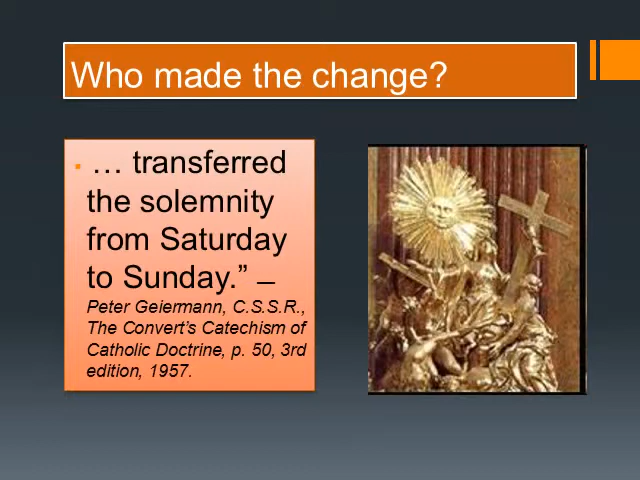 Who made the change?
▪ … transferred
the solemnity
from Saturday
to Sunday.” —
Peter Geiermann, C.S.S.R.,
The Convert’s Catechism of
Catholic Doctrine, p. 50, 3rd
edition, 1957.